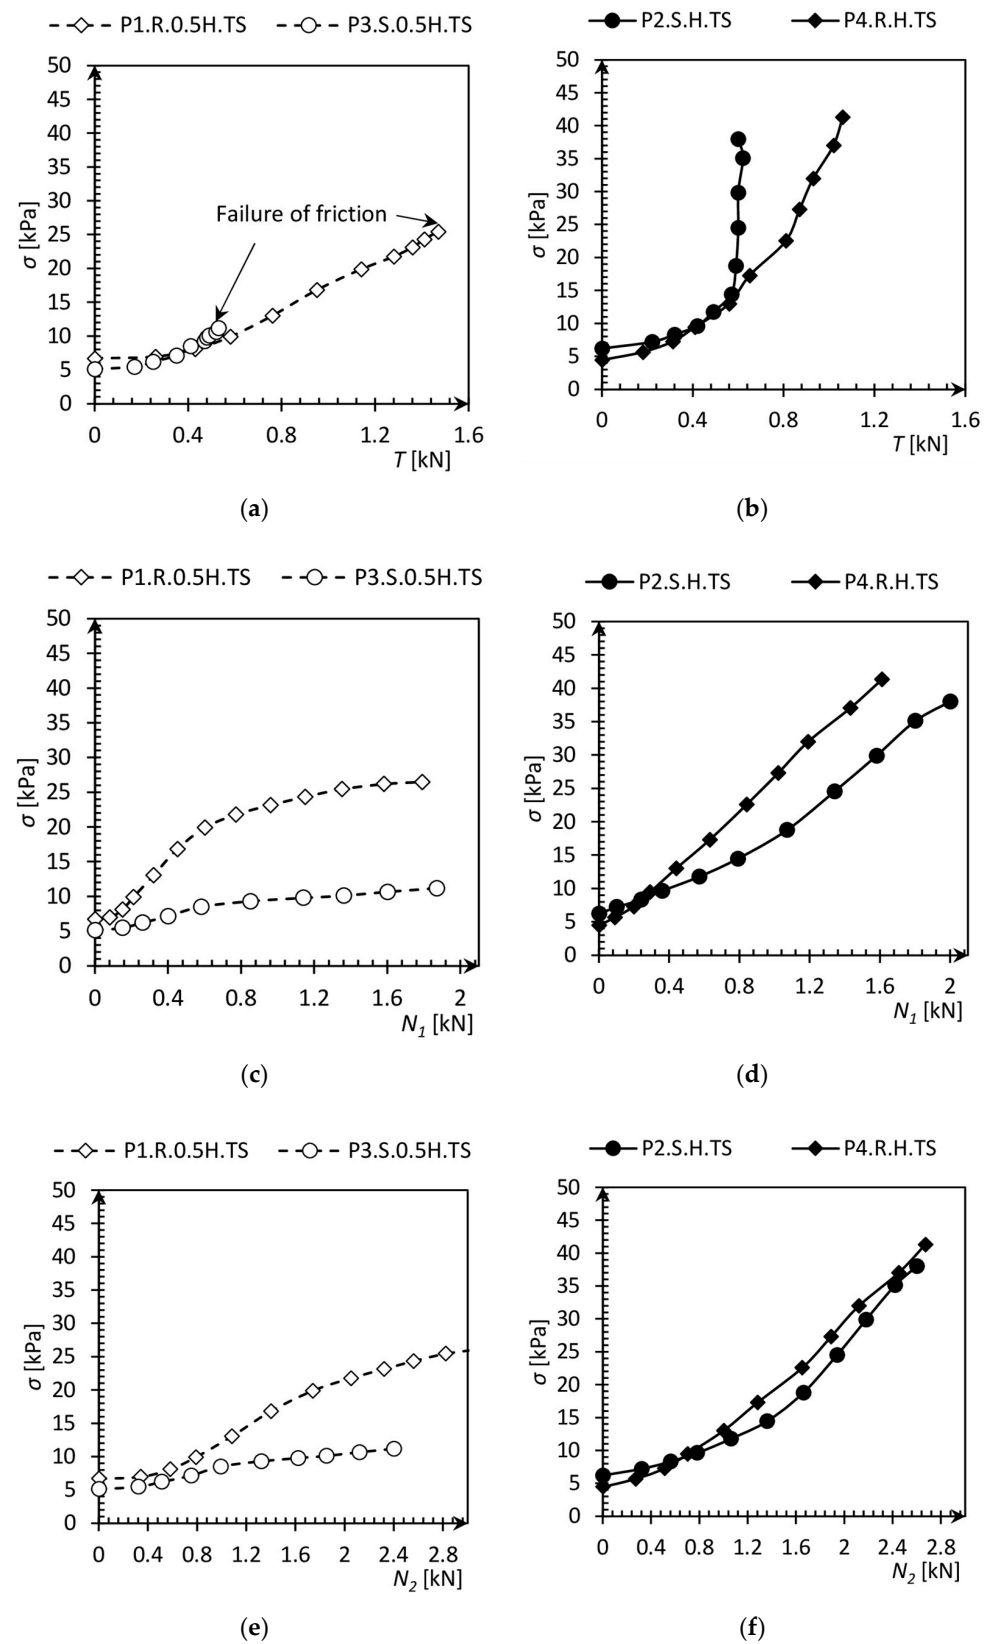 P1.R.0.5H.TS P3.S.0.5H.TS
50
45
40
35
30
25
20
15
10
5
0
σ [kPa]
Failure of friction
0 0.4 0.8 1.2 1.6
T [kN]
(a)
P2.S.H.TS P4.R.H.TS
50
45
40
35
30
25
20
15
10
5
0
σ [kPa]
0 0.4 0.8 1.2 1.6
T [kN]
(b)
P1.R.0.5H.TS P3.S.0.5H.TS
50
45
40
35
30
25
20
15
10
5
0
σ [kPa]
0 0.4 0.8 1.2 1.6 2
N1 [kN]
(c)
P2.S.H.TS P4.R.H.TS
50
45
40
35
30
25
20
15
10
5
0
σ [kPa]
0 0.4 0.8 1.2 1.6 2
N1 [kN]
(d)
P1.R.0.5H.TS P3.S.0.5H.TS
50
45
40
35
30
25
20
15
10
5
0
σ [kPa]
0 0.4 0.8 1.2 1.6 2 2.4 2.8
N2 [kN]
(e)
P2.S.H.TS P4.R.H.TS
50
45
40
35
30
25
20
15
10
5
0
σ [kPa]
0 0.4 0.8 1.2 1.6 2 2.4 2.8
N2 [kN]
(f)